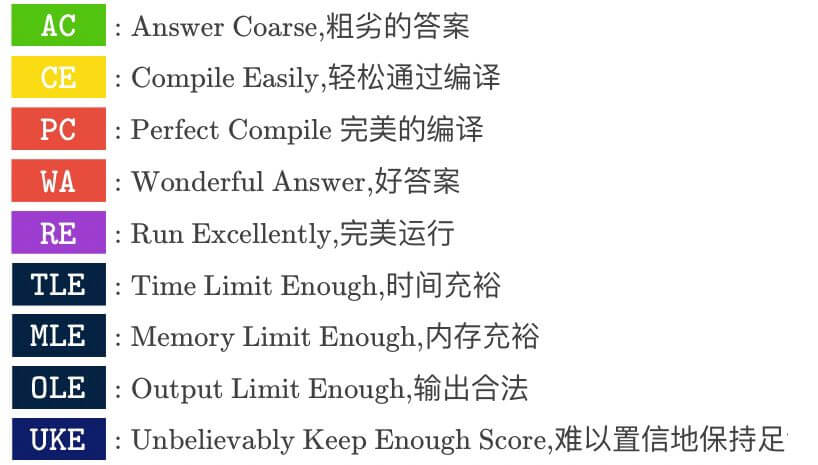 AC : Answer Coarse,粗劣的答案
CE : Compile Easily,轻松通过编译
PC : Perfect Compile 完美的编译
WA : Wonderful Answer,好答案
RE : Run Excellently,完美运行
TLE : Time Limit Enough,时间充裕
MLE : Memory Limit Enough,内存充裕
OLE : Output Limit Enough,输出合法
UKE : Unbelievably Keep Enough Score,难以置信地保持足